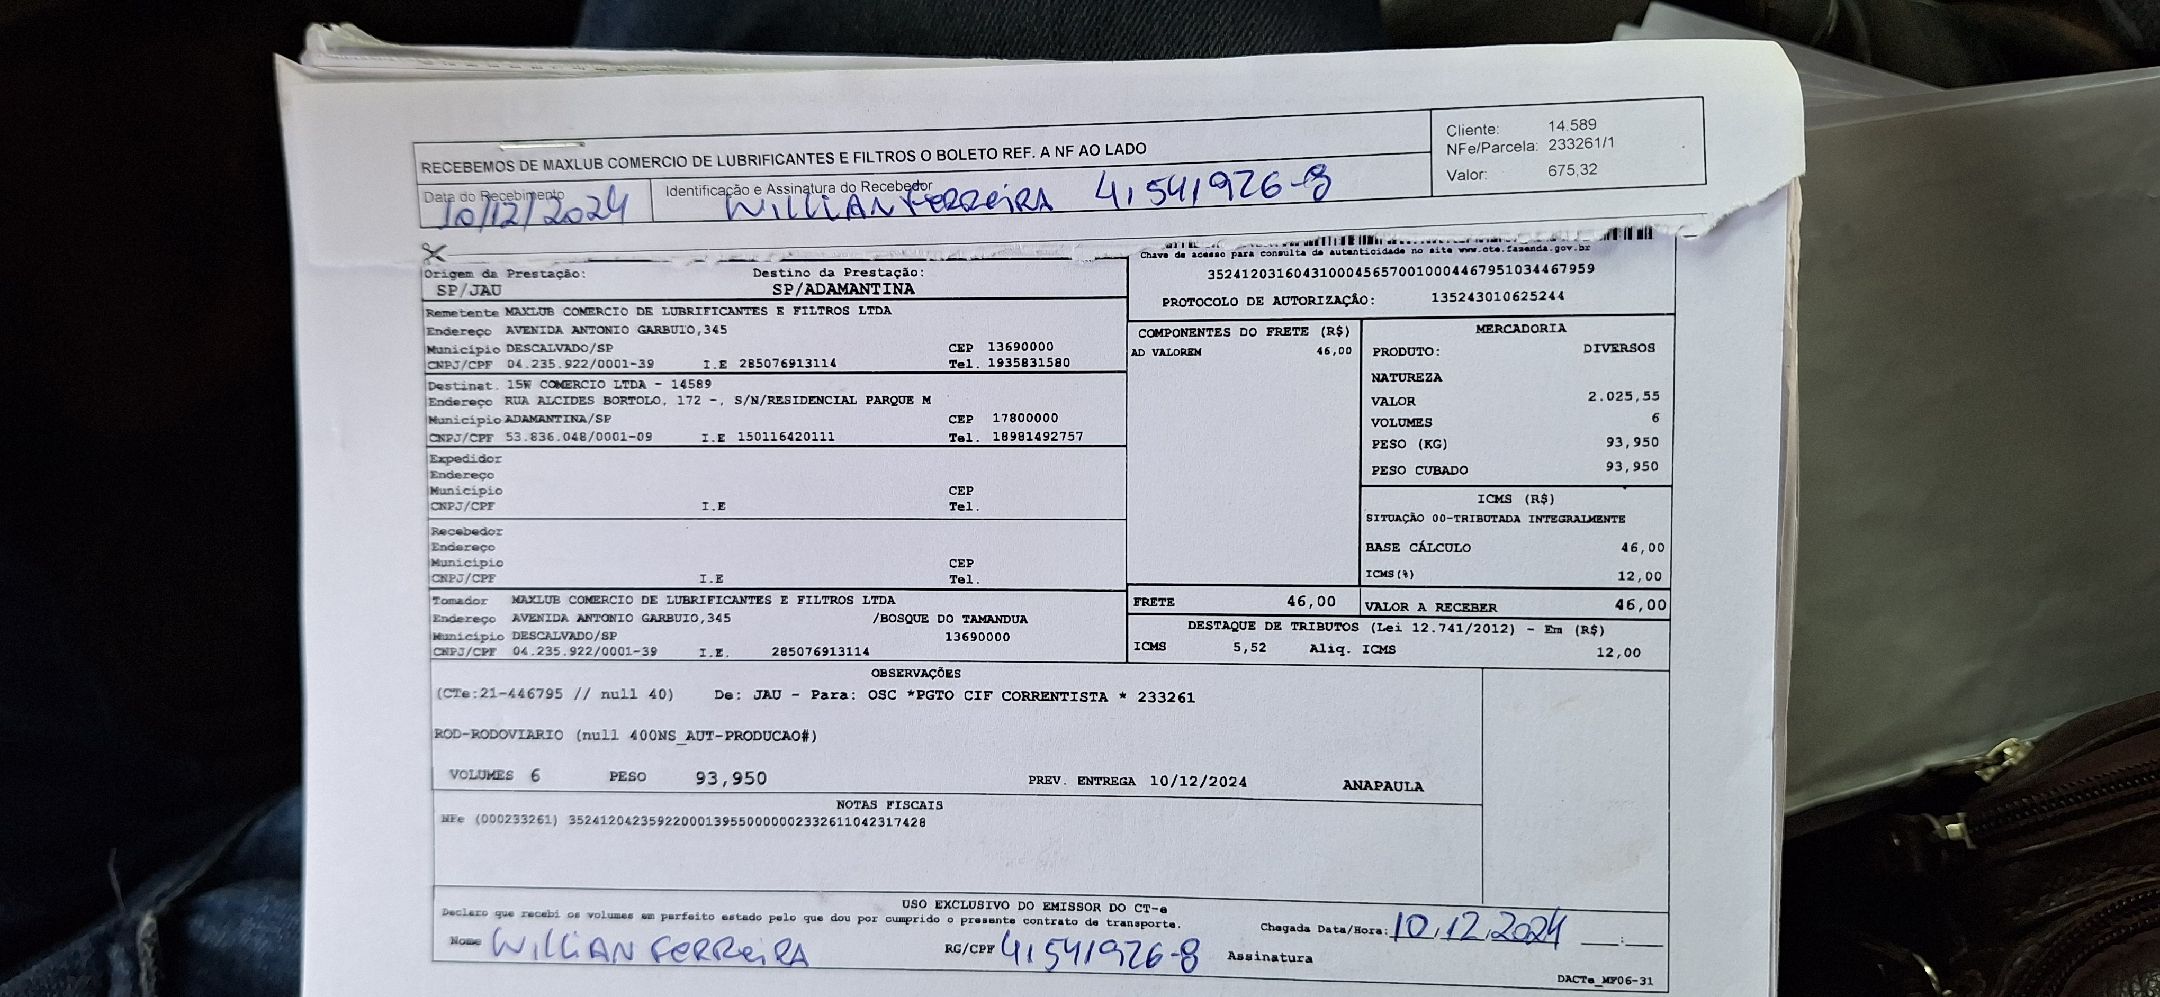 RECEBEMOS DE MAXLUB COMERCIO DE LUBRIFICANTES E FILTROS O BOLETO REF. A NF AO LADO
Cliente: 14.589
NFe/Parcela: 233261/1
Valor: 675,32
Data do Recebimento
10/12/2024
Identificação e Assinatura do Recebedor
WILLIAN FERREIRA 41541926-8
Chave de acesso para consulta de autenticidade no site www.cte.fazenda.gov.br
35241203160431000456570010004467951034467959
PROTOCOLO DE AUTORIZAÇÃO: 135243010625244
Origem da Prestação: Destino da Prestação:
SP/JAU SP/ADAMANTINA
Remetente MAXLUB COMERCIO DE LUBRIFICANTES E FILTROS LTDA
Endereço AVENIDA ANTONIO GARBUIO,345
Município DESCALVADO/SP CEP 13690000
CNPJ/CPF 04.235.922/0001-39 I.E 285076913114 Tel. 1935831580
Destinat. 15W COMERCIO LTDA - 14589
Endereço RUA ALCIDES BORTOLO, 172 -, S/N/RESIDENCIAL PARQUE M
Município ADAMANTINA/SP CEP 17800000
CNPJ/CPF 53.836.048/0001-09 I.E 150116420111 Tel. 18981492757
Expedidor
Endereço
Município CEP
CNPJ/CPF I.E Tel.
Recebedor
Endereço
Município CEP
CNPJ/CPF I.E Tel.
Tomador MAXLUB COMERCIO DE LUBRIFICANTES E FILTROS LTDA
Endereço AVENIDA ANTONIO GARBUIO,345 /BOSQUE DO TAMANDUA
Município DESCALVADO/SP 13690000
CNPJ/CPF 04.235.922/0001-39 I.E. 285076913114
COMPONENTES DO FRETE (R$)
AD VALOREM 46,00
MERCADORIA
PRODUTO: DIVERSOS
NATUREZA
VALOR 2.025,55
VOLUMES 6
PESO (KG) 93,950
PESO CUBADO 93,950
ICMS (R$)
SITUAÇÃO 00-TRIBUTADA INTEGRALMENTE
BASE CÁLCULO 46,00
ICMS(%) 12,00
FRETE 46,00
VALOR A RECEBER 46,00
DESTAQUE DE TRIBUTOS (Lei 12.741/2012) - Em (R$)
ICMS 5,52 Aliq. ICMS 12,00
OBSERVAÇÕES
(CTe:21-446795 // null 40) De: JAU - Para: OSC *PGTO CIF CORRENTISTA * 233261
ROD-RODOVIARIO (null 400NS_AUT-PRODUCAO#)
VOLUMES 6 PESO 93,950 PREV. ENTREGA 10/12/2024 ANAPAULA
NOTAS FISCAIS
NFe (000233261) 35241204235922000139550000002332611042317428
USO EXCLUSIVO DO EMISSOR DO CT-e
Declaro que recebi os volumes em perfeito estado pelo que dou por cumprido o presente contrato de transporte.
Chegada Data/Hora: 10.12.2024 __:__
Nome WILLIAN FERREIRA RG/CPF 41541926-8 Assinatura
DACTe_MF06-31